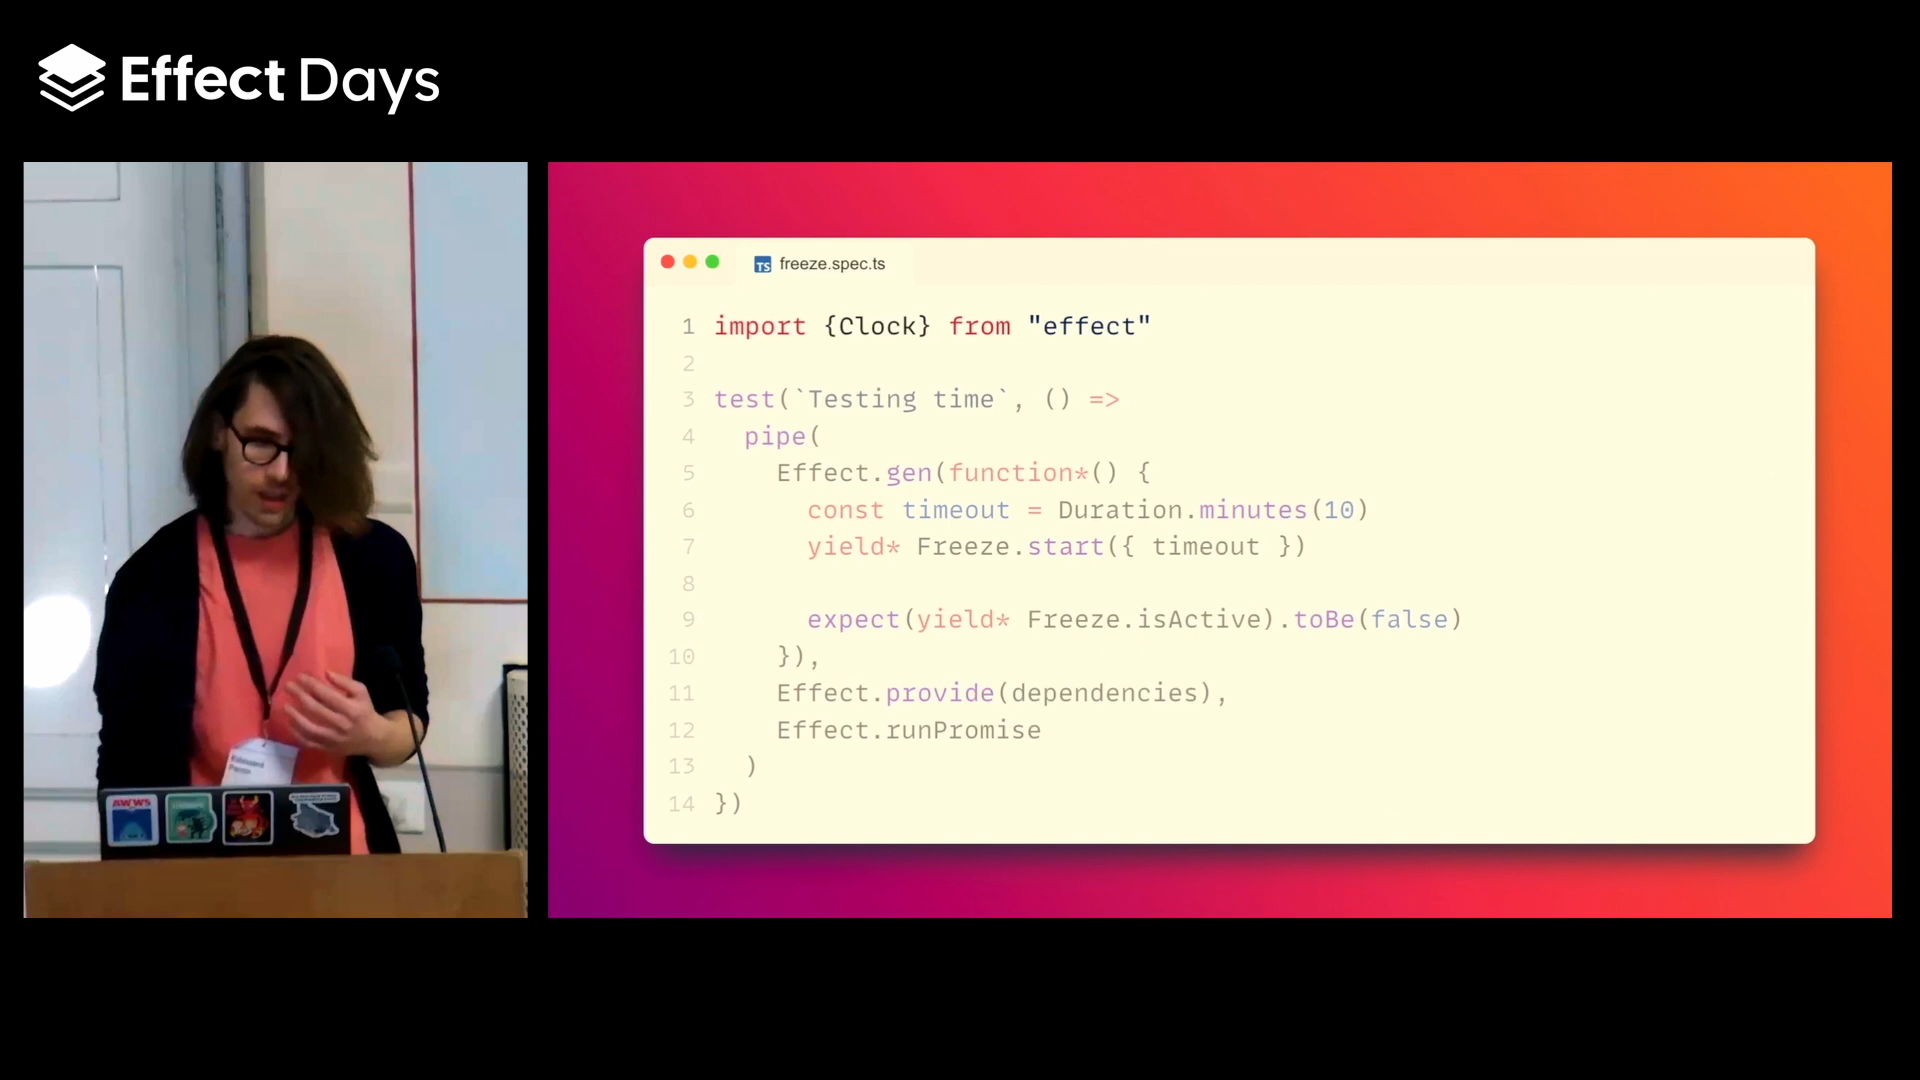 Effect Days
TS freeze.spec.ts
1 import {Clock} from "effect"
2
3 test(`Testing time`, () =>
4 pipe(
5 Effect.gen(function*() {
6 const timeout = Duration.minutes(10)
7 yield* Freeze.start({ timeout })
8
9 expect(yield* Freeze.isActive).toBe(false)
10 }),
11 Effect.provide(dependencies),
12 Effect.runPromise
13 )
14 })
AWWS